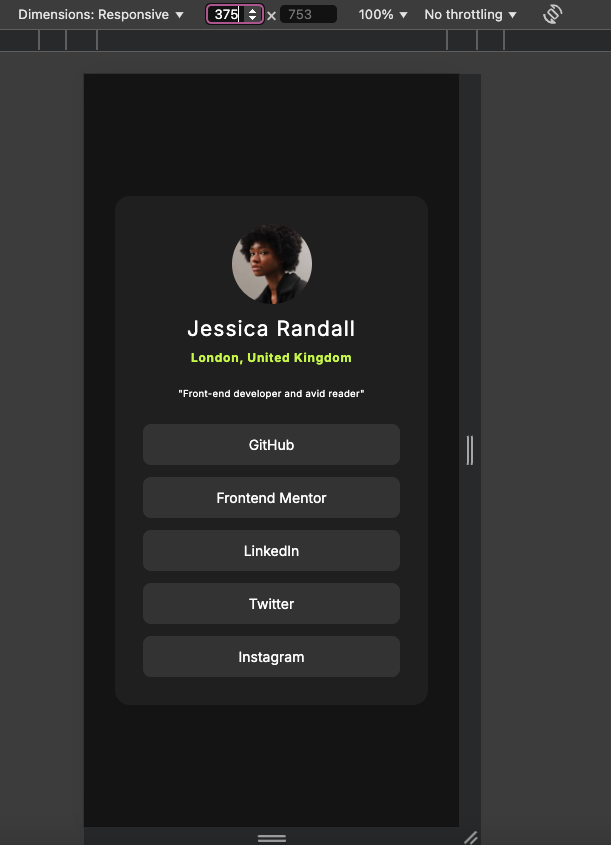 Dimensions: Responsive ▼ 375 × 753 100% ▼ No throttling ▼
Jessica Randall
London, United Kingdom
"Front-end developer and avid reader"
GitHub
Frontend Mentor
LinkedIn
Twitter
Instagram